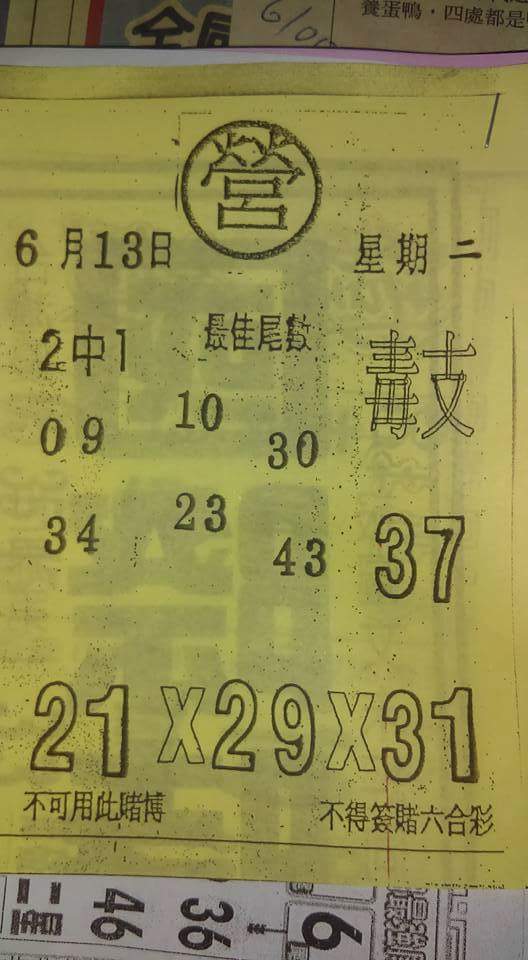 6/00
養蛋鴨，四處都是
營
6月13日 星期二
2中1 最佳尾數
09 10 30
34 23 43
毒支
37
21X29X31
不可用此賭博 不得簽賭六合彩
46 36 6